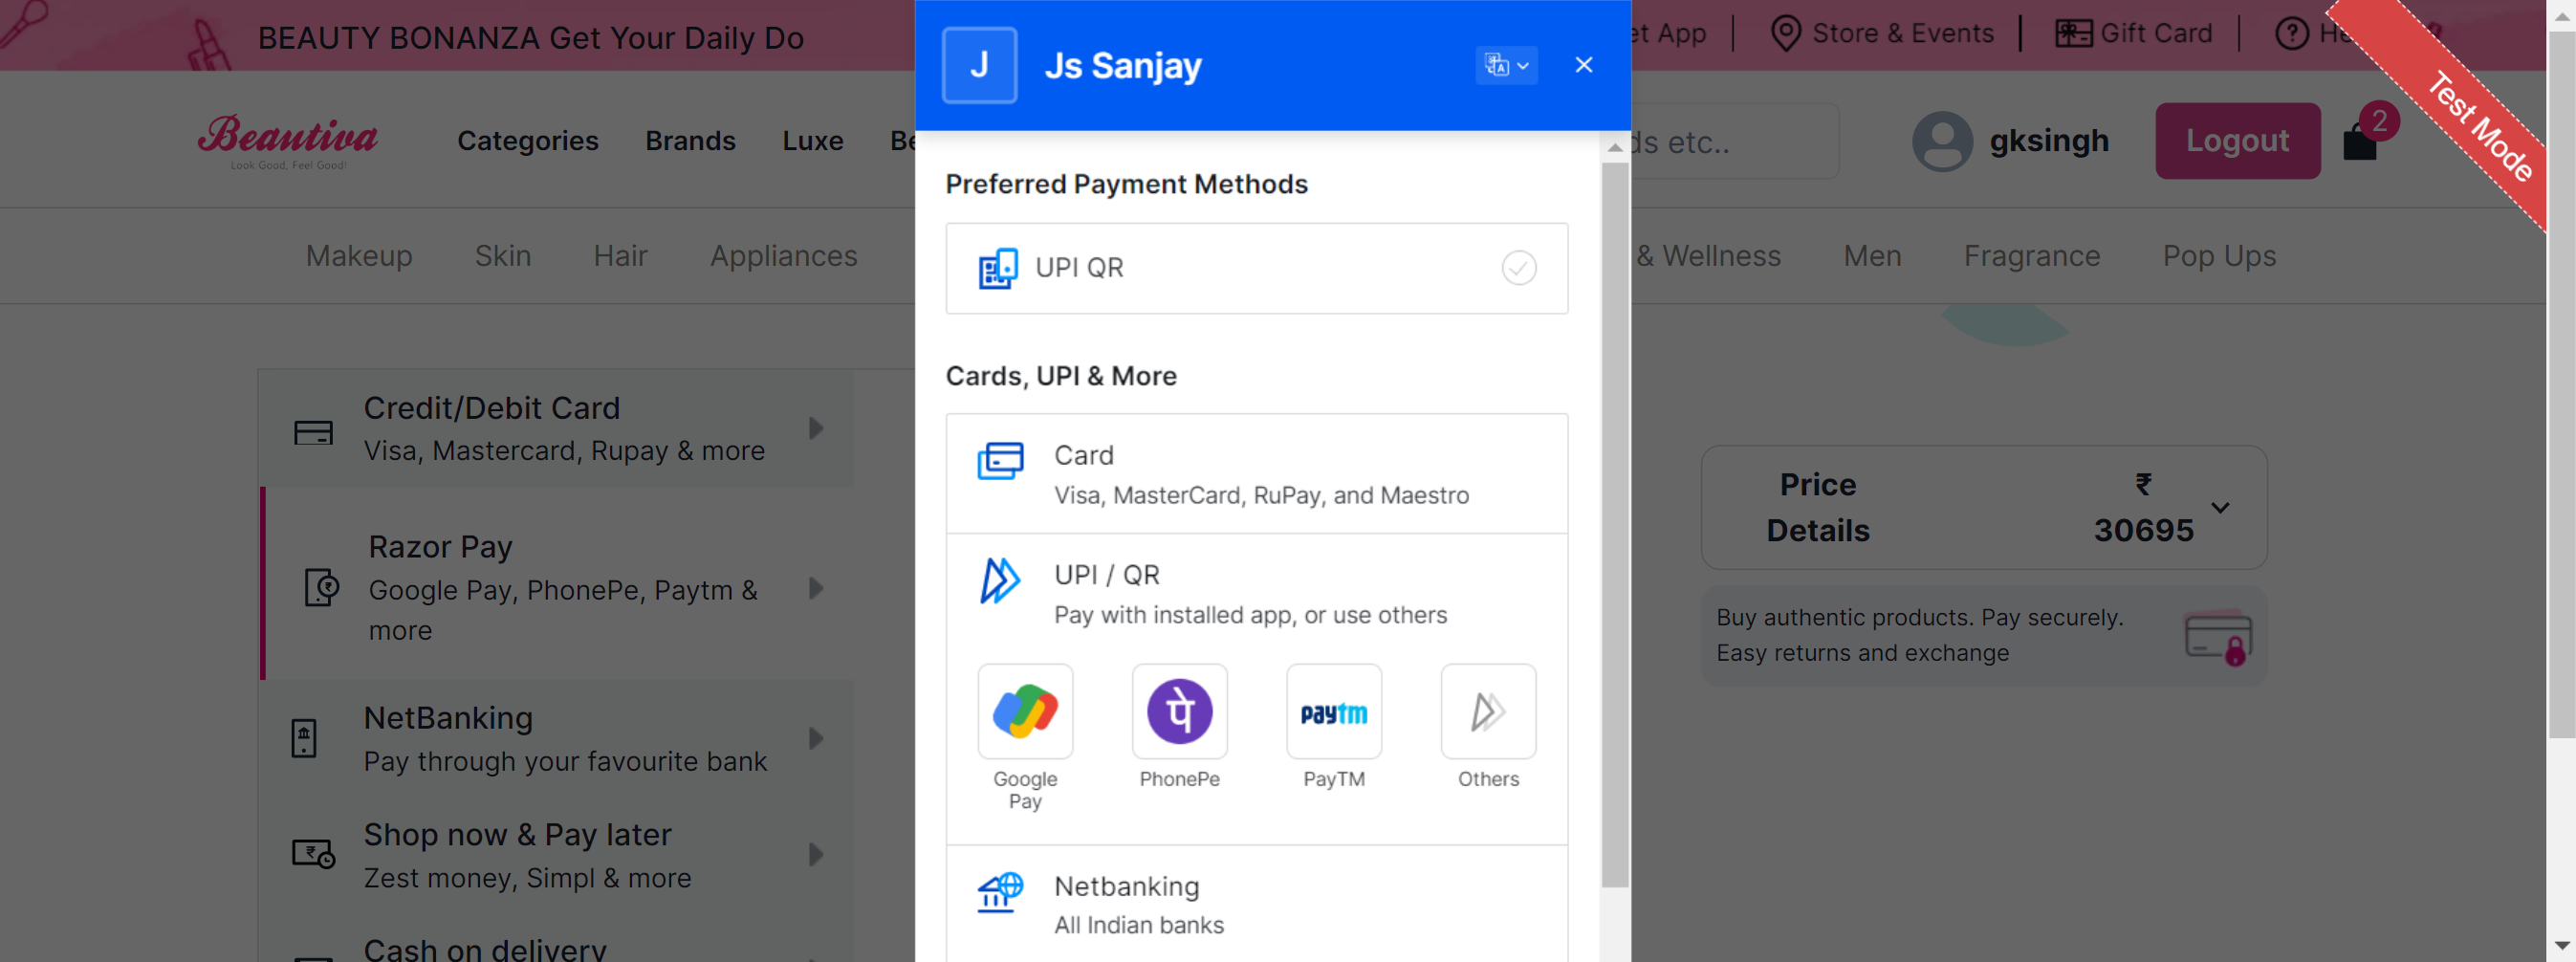 BEAUTY BONANZA Get Your Daily Do
App
Store & Events
Gift Card
Test Mode
Beautiva
Look Good, Feel Good!
Categories
Brands
Luxe
etc..
gksingh
Logout
2
Makeup
Skin
Hair
Appliances
& Wellness
Men
Fragrance
Pop Ups
J
Js Sanjay
Preferred Payment Methods
UPI QR
Cards, UPI & More
Card
Visa, MasterCard, RuPay, and Maestro
UPI / QR
Pay with installed app, or use others
पे
paytm
Google
Pay
PhonePe
PayTM
Others
Netbanking
All Indian banks
Credit/Debit Card
Visa, Mastercard, Rupay & more
Razor Pay
Google Pay, PhonePe, Paytm &
more
NetBanking
Pay through your favourite bank
Shop now & Pay later
Zest money, Simpl & more
Cash on delivery
Price
Details
₹
30695
Buy authentic products. Pay securely.
Easy returns and exchange